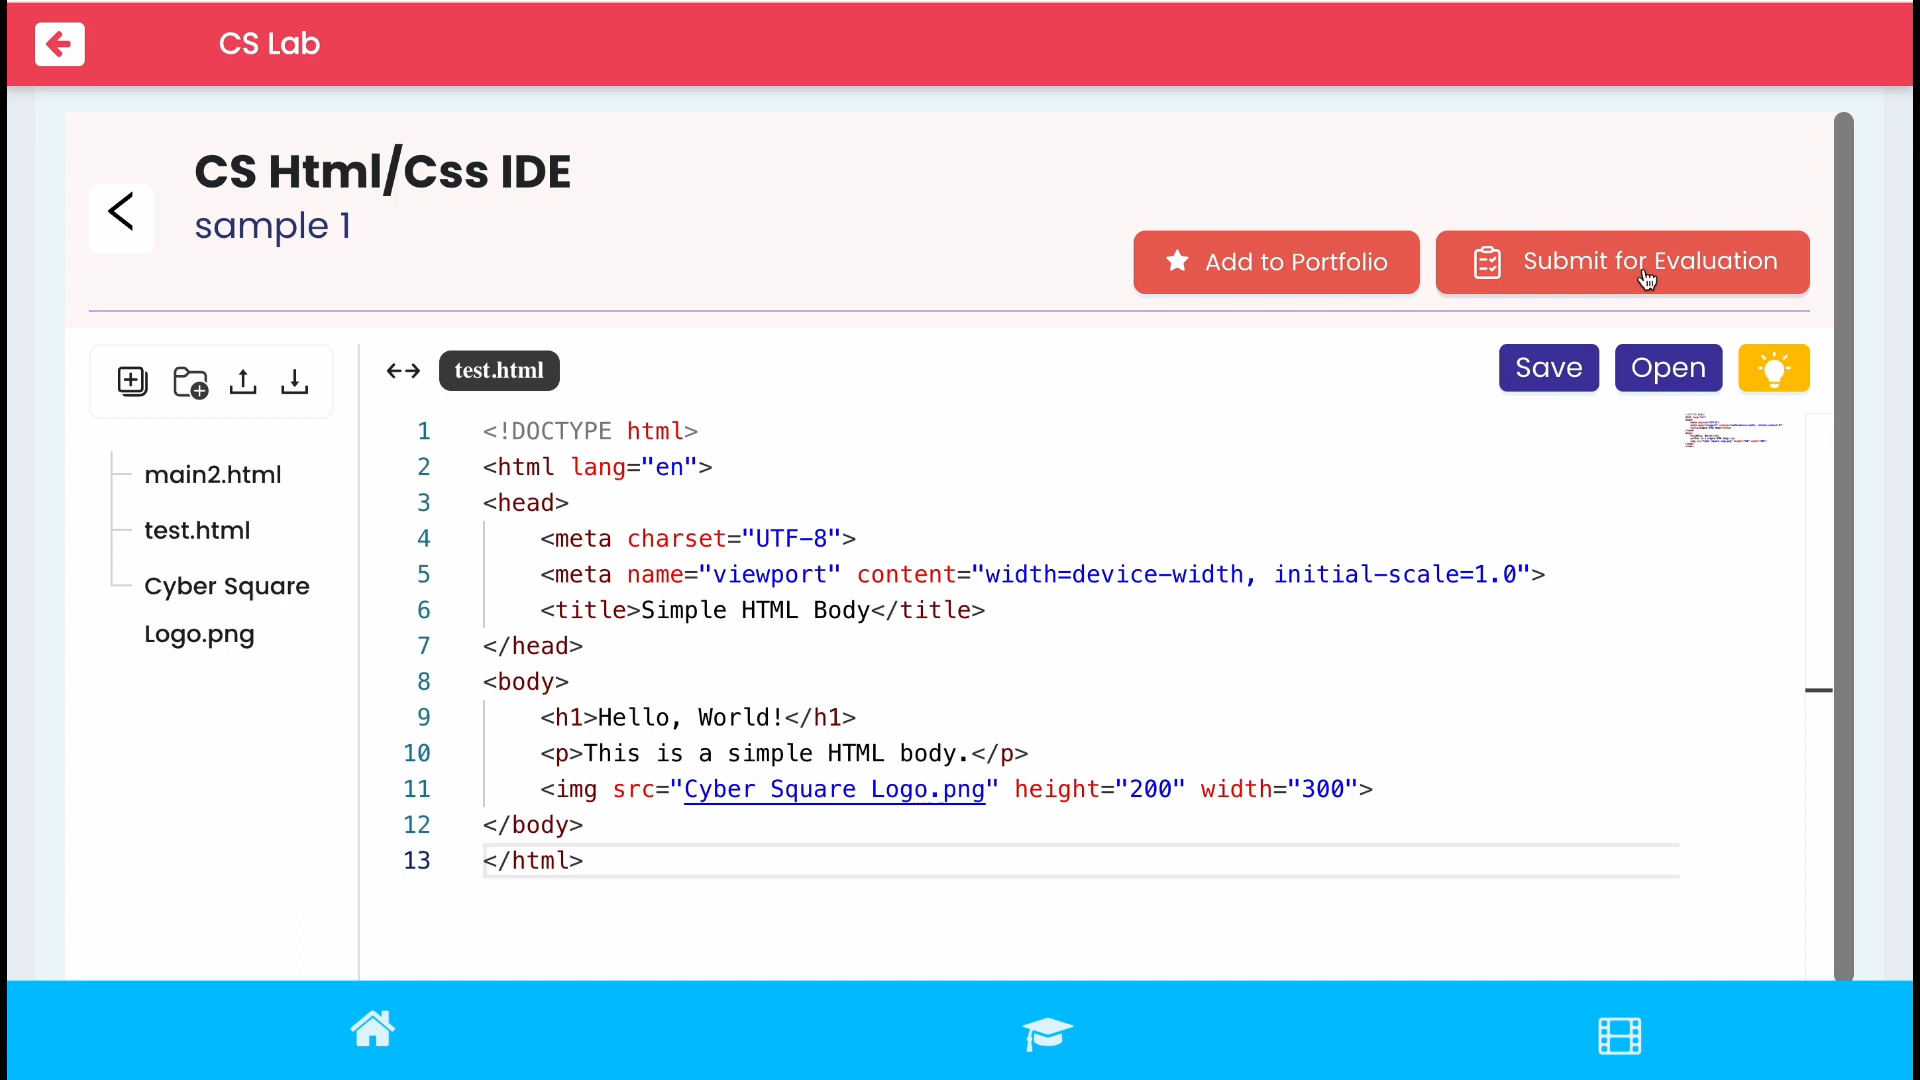 CS Lab
CS Html/Css IDE
sample 1
Add to Portfolio
Submit for Evaluation
test.html
Save
Open
main2.html
test.html
Cyber Square
Logo.png
1 <!DOCTYPE html>
2 <html lang="en">
3 <head>
4     <meta charset="UTF-8">
5     <meta name="viewport" content="width=device-width, initial-scale=1.0">
6     <title>Simple HTML Body</title>
7 </head>
8 <body>
9     <h1>Hello, World!</h1>
10     <p>This is a simple HTML body.</p>
11     <img src="Cyber Square Logo.png" height="200" width="300">
12 </body>
13 </html>